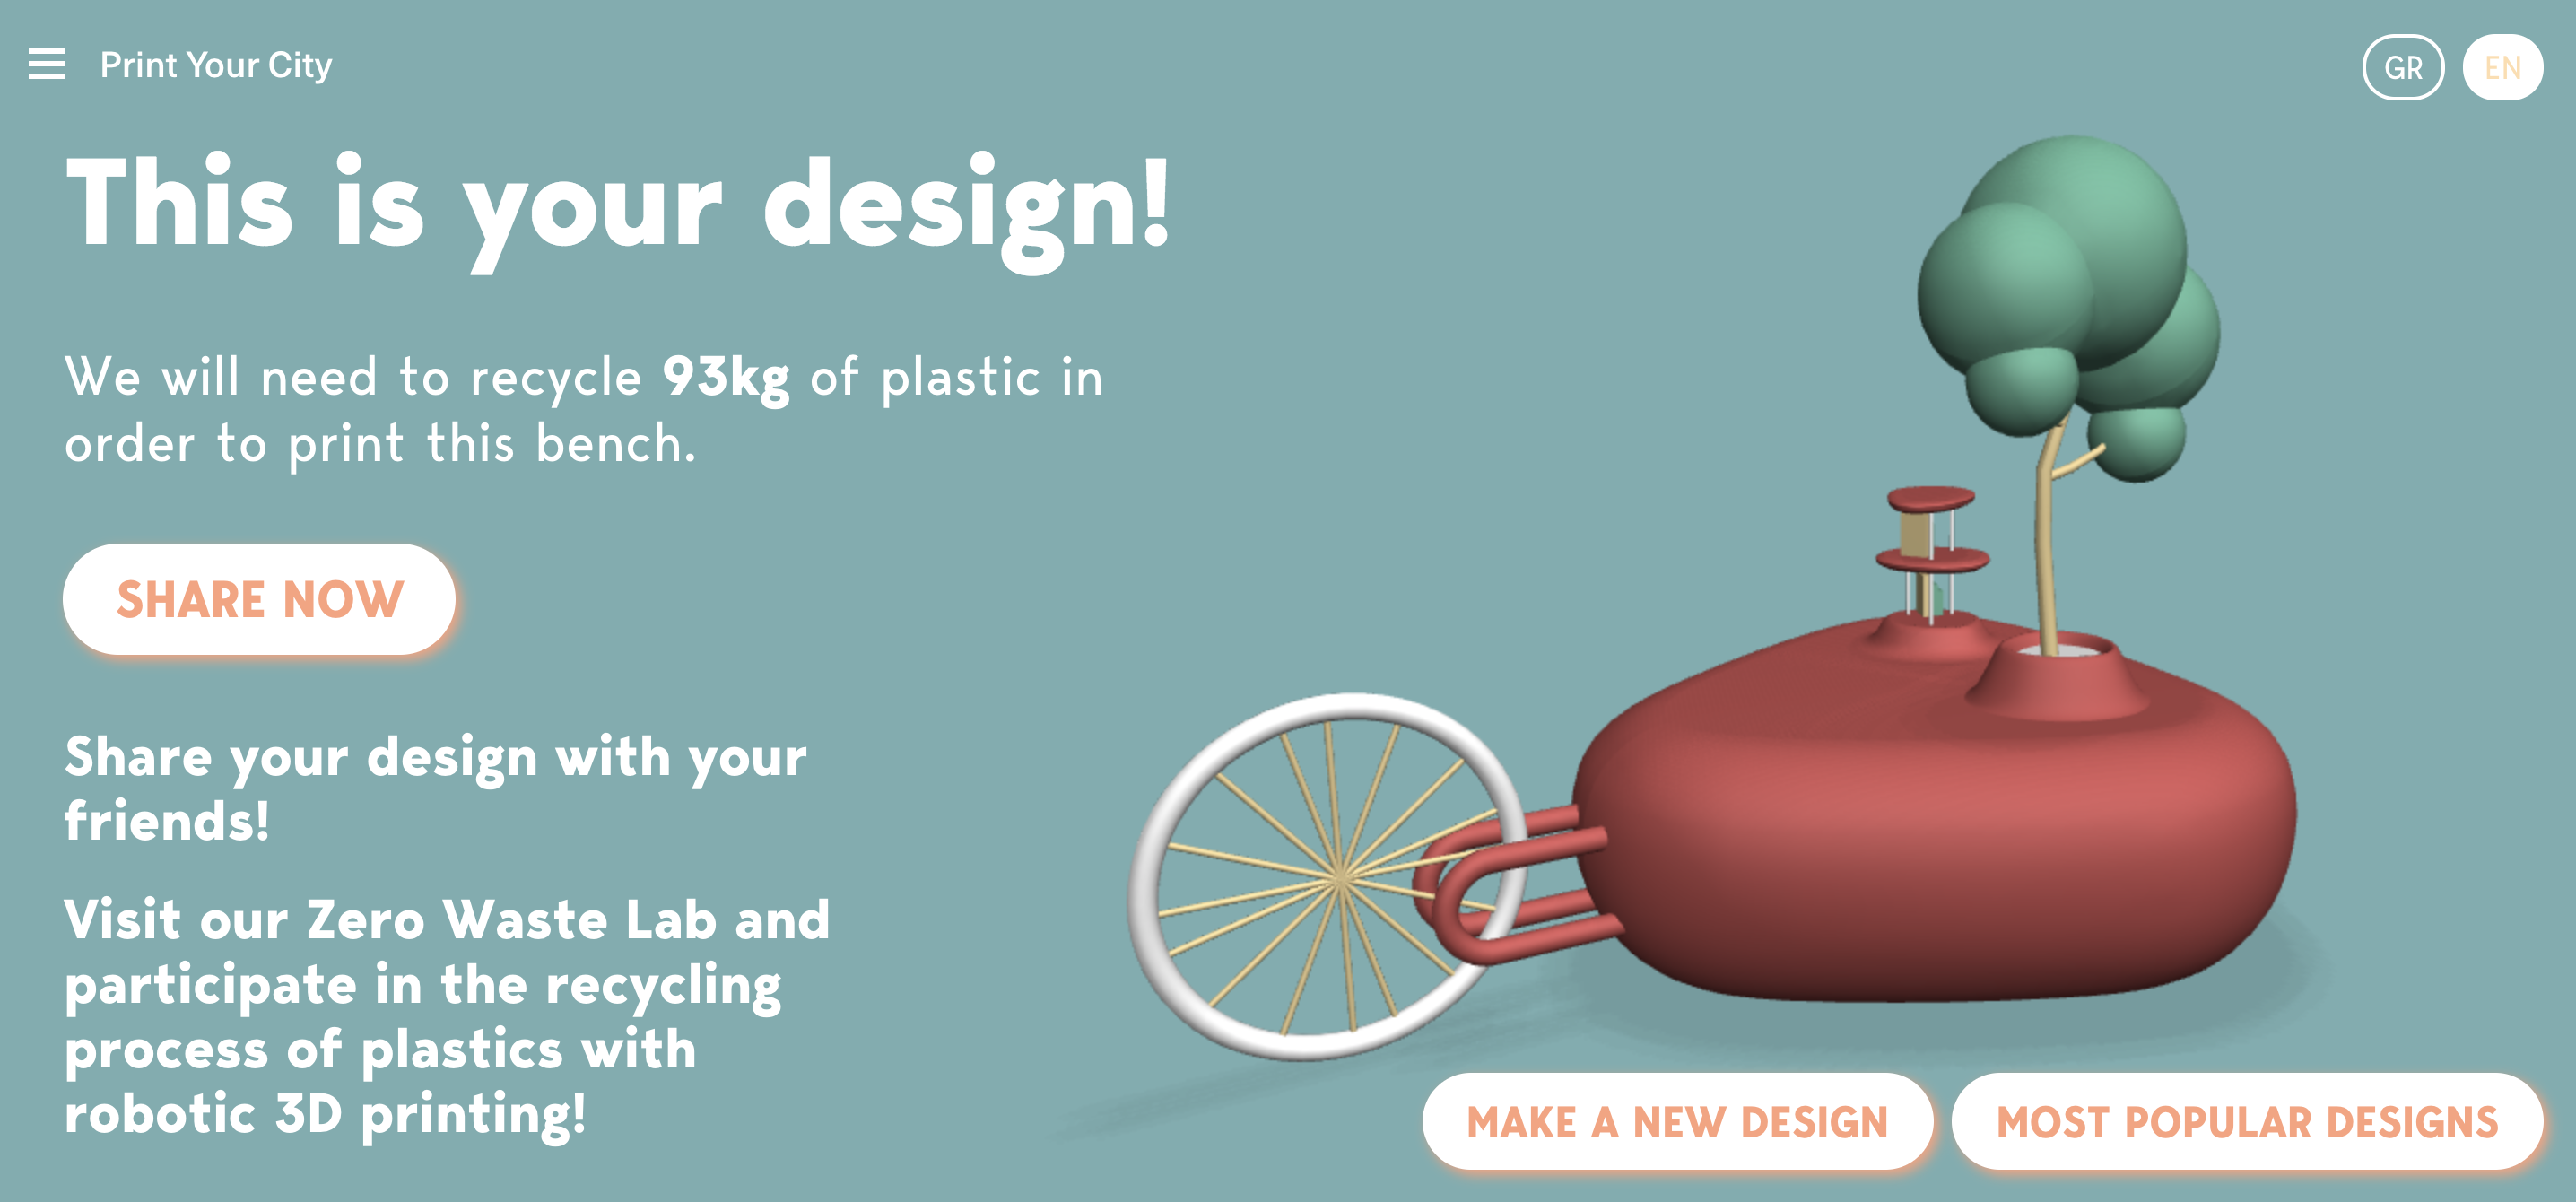 Print Your City
GR
EN
This is your design!
We will need to recycle 93kg of plastic in
order to print this bench.
SHARE NOW
Share your design with your
friends!
Visit our Zero Waste Lab and
participate in the recycling
process of plastics with
robotic 3D printing!
MAKE A NEW DESIGN
MOST POPULAR DESIGNS